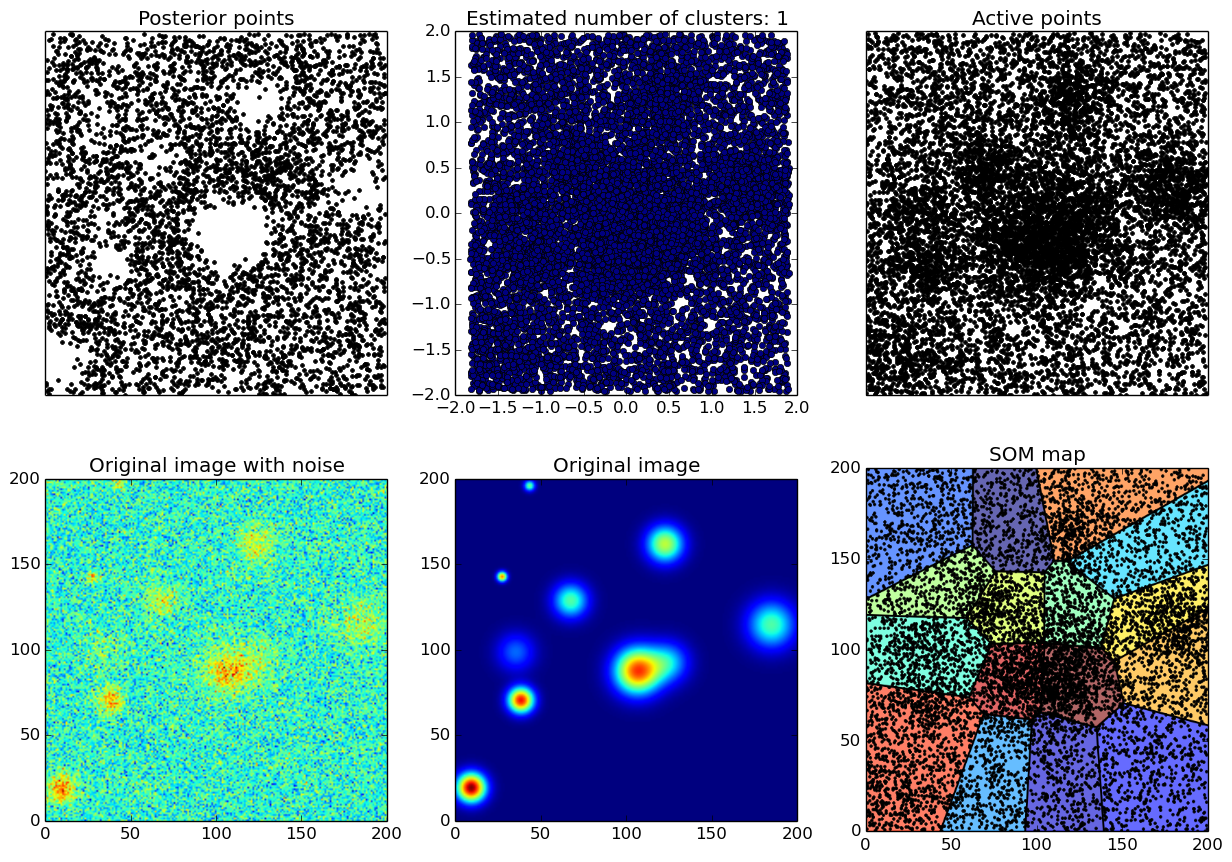 Posterior points
Estimated number of clusters: 1
Active points
2.0
1.5
1.0
0.5
0.0
−0.5
−1.0
−1.5
−2.0
−2.0 −1.5 −1.0 −0.5 0.0 0.5 1.0 1.5 2.0
Original image with noise
200
150
100
50
0
0 50 100 150 200
Original image
200
150
100
50
0
0 50 100 150 200
SOM map
200
150
100
50
0
0 50 100 150 200